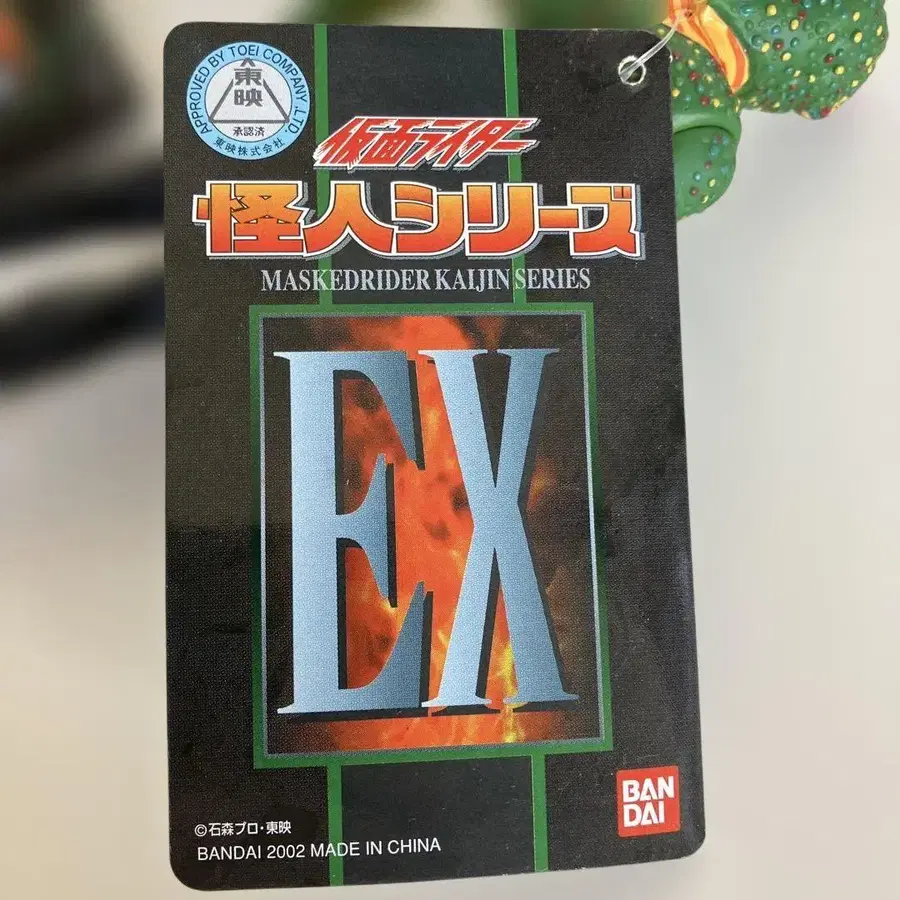 APPROVED BY TOEI COMPANY, LTD.
東映
承認済
東映株式会社
仮面ライダー
怪人シリーズ
MASKEDRIDER KAIJIN SERIES
EX
BAN
DAI
©石森プロ・東映
BANDAI 2002 MADE IN CHINA